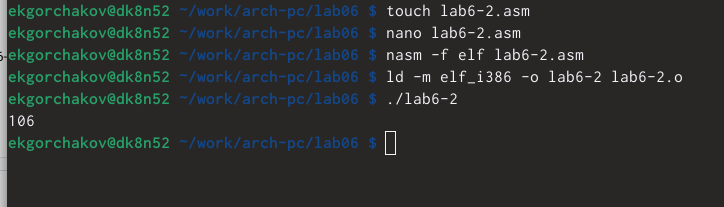 ekgorchakov@dk8n52 ~/work/arch-pc/lab06 $ touch lab6-2.asm
ekgorchakov@dk8n52 ~/work/arch-pc/lab06 $ nano lab6-2.asm
ekgorchakov@dk8n52 ~/work/arch-pc/lab06 $ nasm -f elf lab6-2.asm
ekgorchakov@dk8n52 ~/work/arch-pc/lab06 $ ld -m elf_i386 -o lab6-2 lab6-2.o
ekgorchakov@dk8n52 ~/work/arch-pc/lab06 $ ./lab6-2
106
ekgorchakov@dk8n52 ~/work/arch-pc/lab06 $